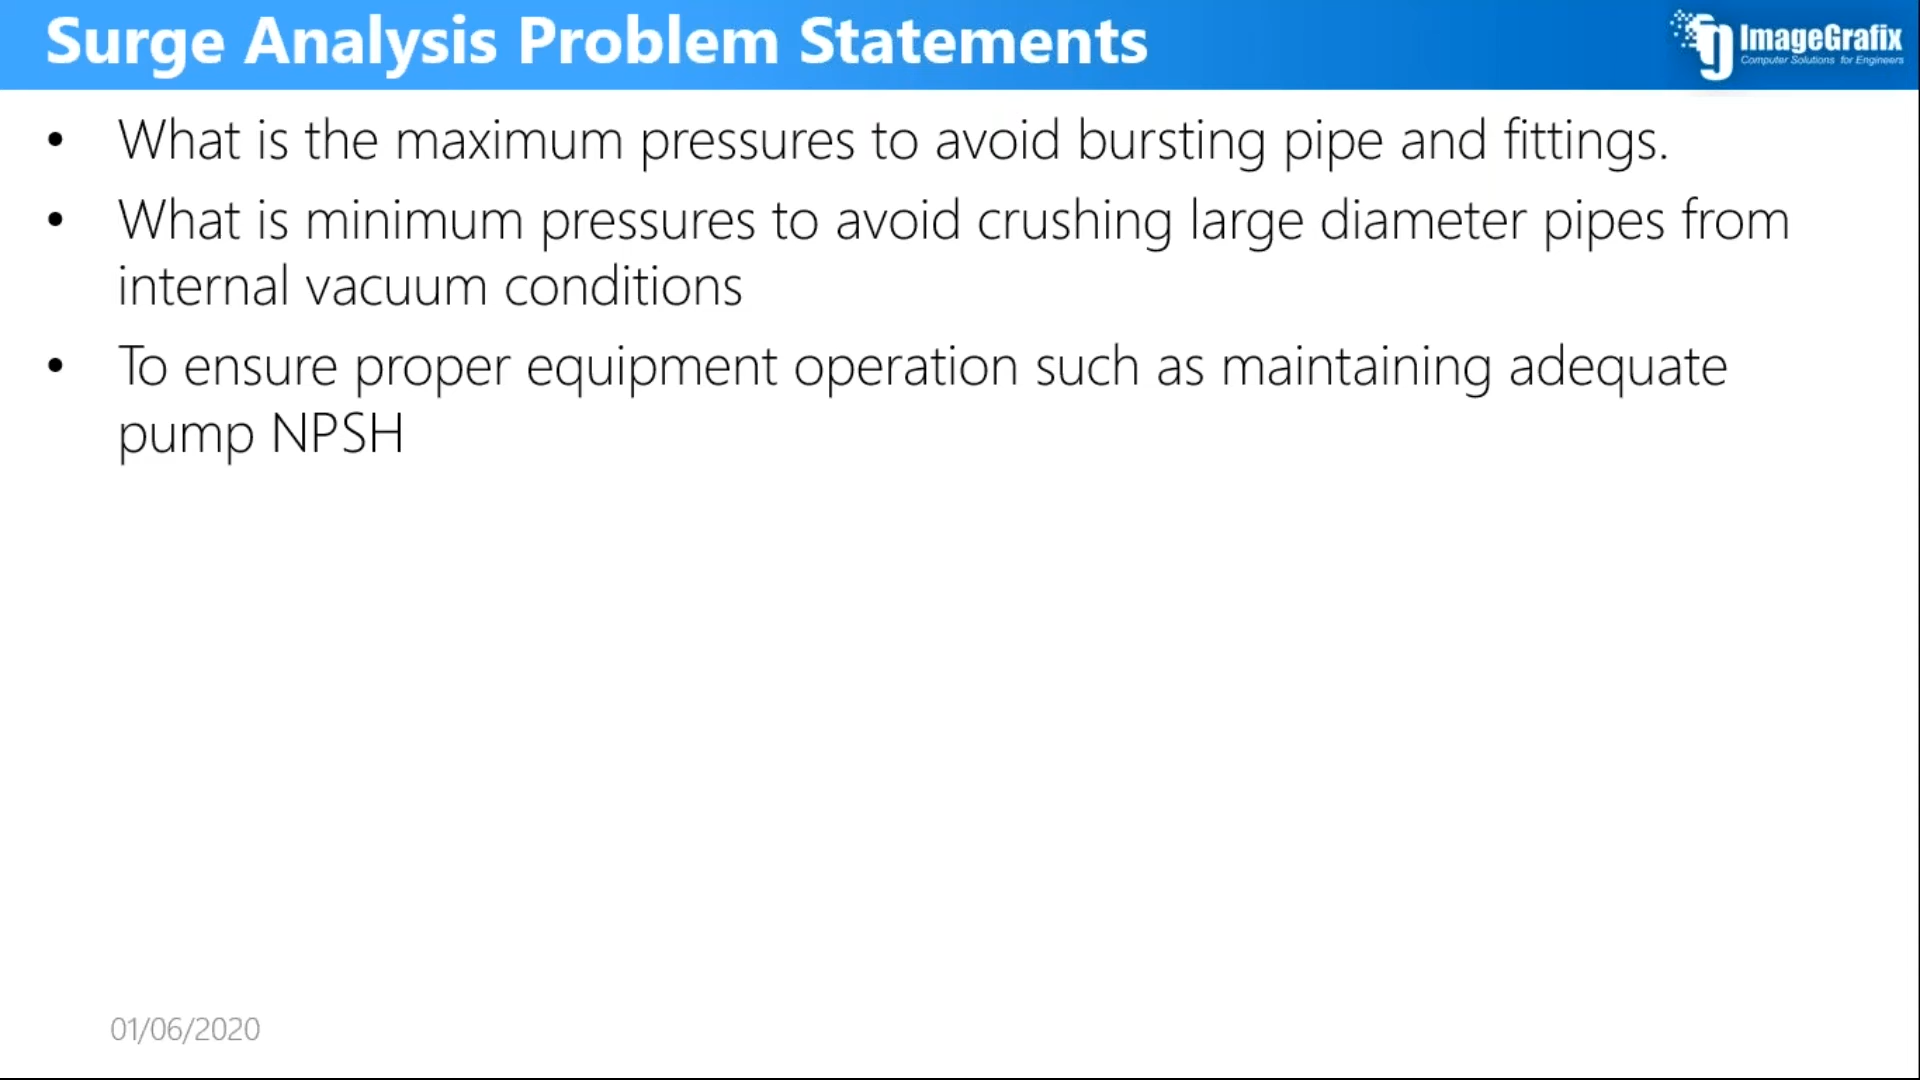 Surge Analysis Problem Statements
ImageGrafix
Computer Solutions for Engineers
• What is the maximum pressures to avoid bursting pipe and fittings.
• What is minimum pressures to avoid crushing large diameter pipes from
internal vacuum conditions
• To ensure proper equipment operation such as maintaining adequate
pump NPSH
01/06/2020